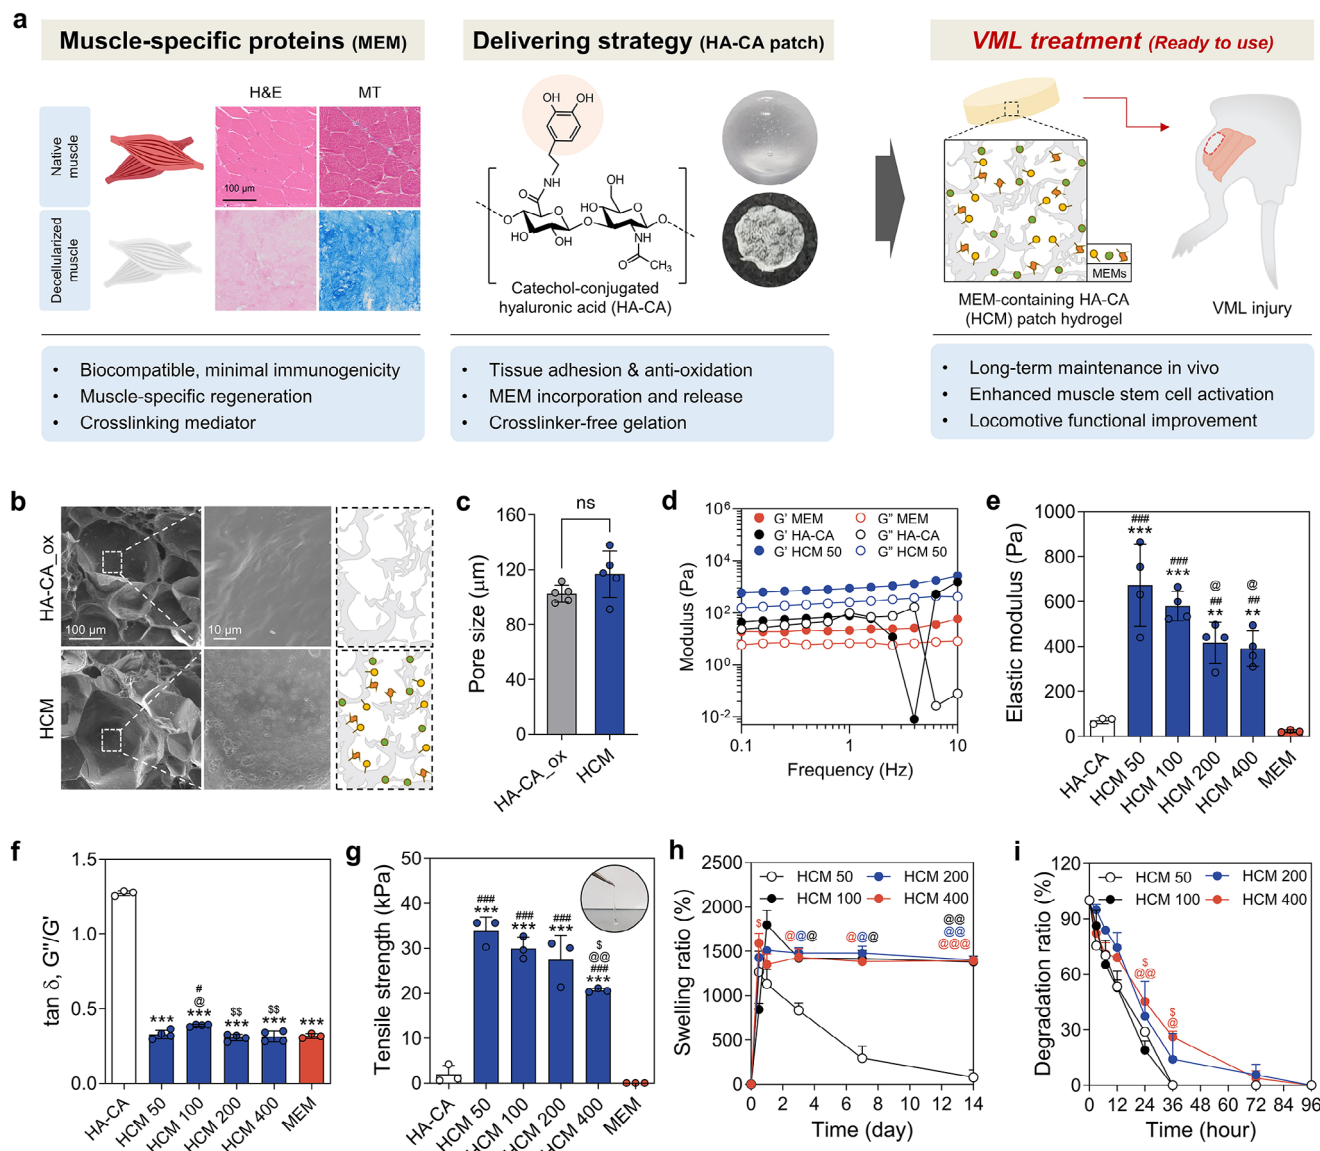 a
Muscle-specific proteins (MEM)
Delivering strategy (HA-CA patch)
VML treatment (Ready to use)
H&E
MT
Native
muscle
100 μm
Decellularized
muscle
OH
OH
NH
O
OH
HO
O
O
HO
OH
O
HO
O
O
NH
O
CH3
Catechol-conjugated
hyaluronic acid (HA-CA)
MEMs
MEM-containing HA-CA
(HCM) patch hydrogel
VML injury
• Biocompatible, minimal immunogenicity
• Muscle-specific regeneration
• Crosslinking mediator
• Tissue adhesion & anti-oxidation
• MEM incorporation and release
• Crosslinker-free gelation
• Long-term maintenance in vivo
• Enhanced muscle stem cell activation
• Locomotive functional improvement
b
HA-CA_ox
100 μm
10 μm
HCM
c
ns
Pore size (μm)
160
120
80
40
0
HA-CA_ox
HCM
d
G' MEM
G'' MEM
G' HA-CA
G'' HA-CA
G' HCM 50
G'' HCM 50
Modulus (Pa)
10^6
10^4
10^2
10^0
10^-2
0.1
1
10
Frequency (Hz)
e
Elastic modulus (Pa)
1000
800
600
400
200
0
###
***
###
***
@
##
**
@
##
**
HA-CA
HCM 50
HCM 100
HCM 200
HCM 400
MEM
f
tan δ, G''/G'
1.5
1.0
0.5
0.0
***
#
@
***
$$
***
$$
***
***
HA-CA
HCM 50
HCM 100
HCM 200
HCM 400
MEM
g
Tensile strength (kPa)
50
40
30
20
10
0
###
***
###
***
###
***
$
@@
###
***
HA-CA
HCM 50
HCM 100
HCM 200
HCM 400
MEM
h
HCM 50
HCM 200
HCM 100
HCM 400
Swelling ratio (%)
2500
2000
1500
1000
500
0
$
@@@
@@@
@@
@@
@@@
0 2 4 6 8 10 12 14
Time (day)
i
HCM 50
HCM 200
HCM 100
HCM 400
Degradation ratio (%)
120
90
60
30
0
$
@@
$
@
0 12 24 36 48 60 72 84 96
Time (hour)